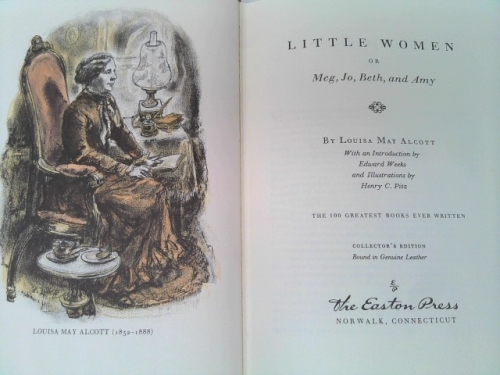 LOUISA MAY ALCOTT (1832–1888)
LITTLE WOMEN
OR
Meg, Jo, Beth, and Amy
BY LOUISA MAY ALCOTT
With an Introduction by
Edward Weeks
and Illustrations by
Henry C. Pitz
THE 100 GREATEST BOOKS EVER WRITTEN
COLLECTOR'S EDITION
Bound in Genuine Leather
E
P
The Easton Press
NORWALK, CONNECTICUT